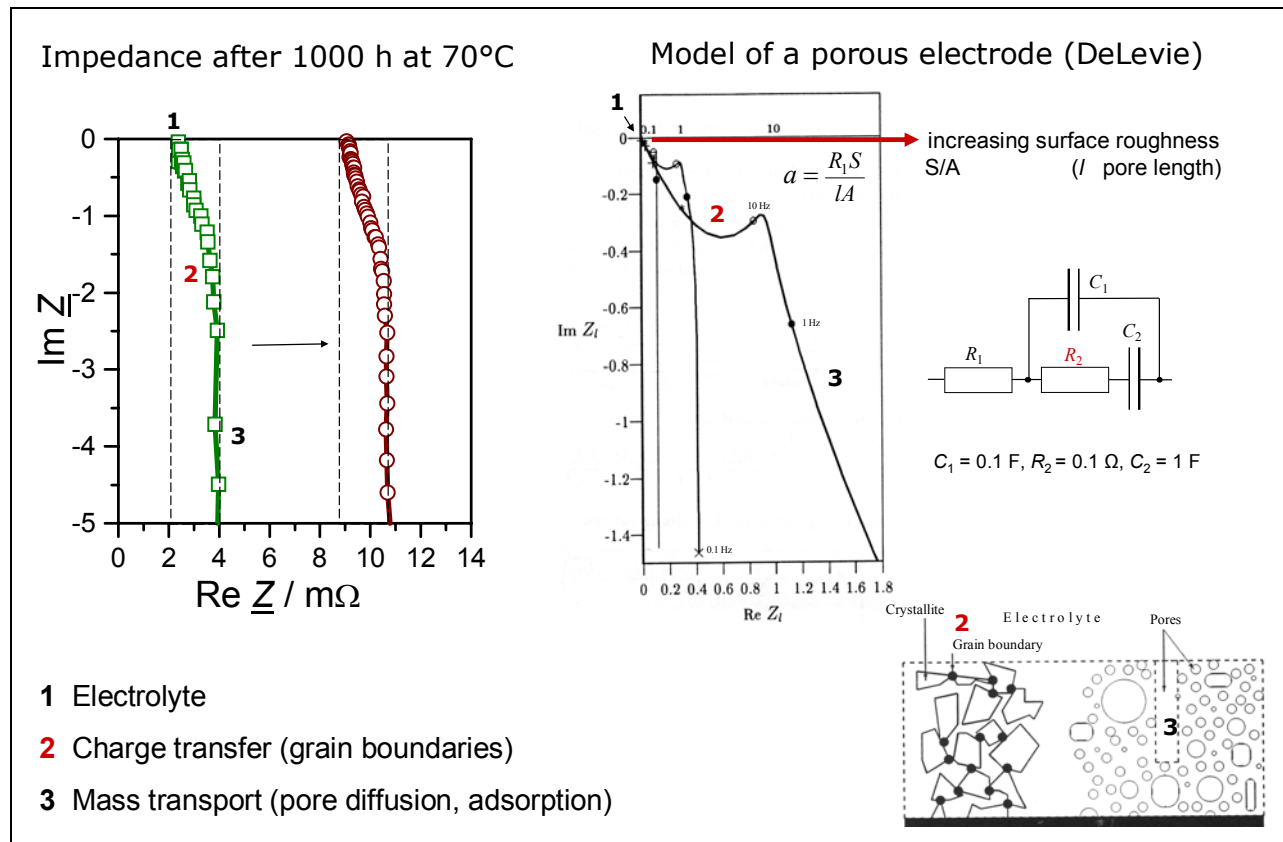 Impedance after 1000 h at 70°C
1
0
-1
-2
-3
-4
-5
2
3
0 2 4 6 8 10 12 14
Im Z
Re Z / mΩ
Model of a porous electrode (DeLevie)
1
0.1 1 10
0
-0.2
-0.4
-0.6
-0.8
-1
-1.2
-1.4
a = R₁S / lA
2
10 Hz
1 Hz
3
0.1 Hz
Im Zₗ
0 0.2 0.4 0.6 0.8 1 1.2 1.4 1.6 1.8
Re Zₗ
increasing surface roughness
S/A (l pore length)
C₁
C₂
R₁ R₂
C₁ = 0.1 F, R₂ = 0.1 Ω, C₂ = 1 F
Crystallite 2 Electrolyte Pores
Grain boundary
3
1 Electrolyte
2 Charge transfer (grain boundaries)
3 Mass transport (pore diffusion, adsorption)